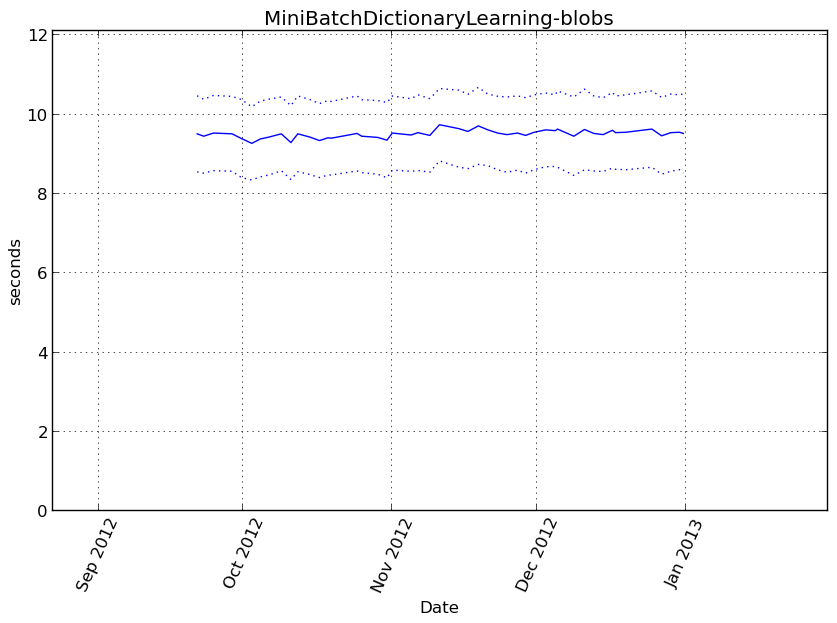 MiniBatchDictionaryLearning-blobs
12
10
8
6
4
2
0
seconds
Sep 2012
Oct 2012
Nov 2012
Dec 2012
Jan 2013
Date